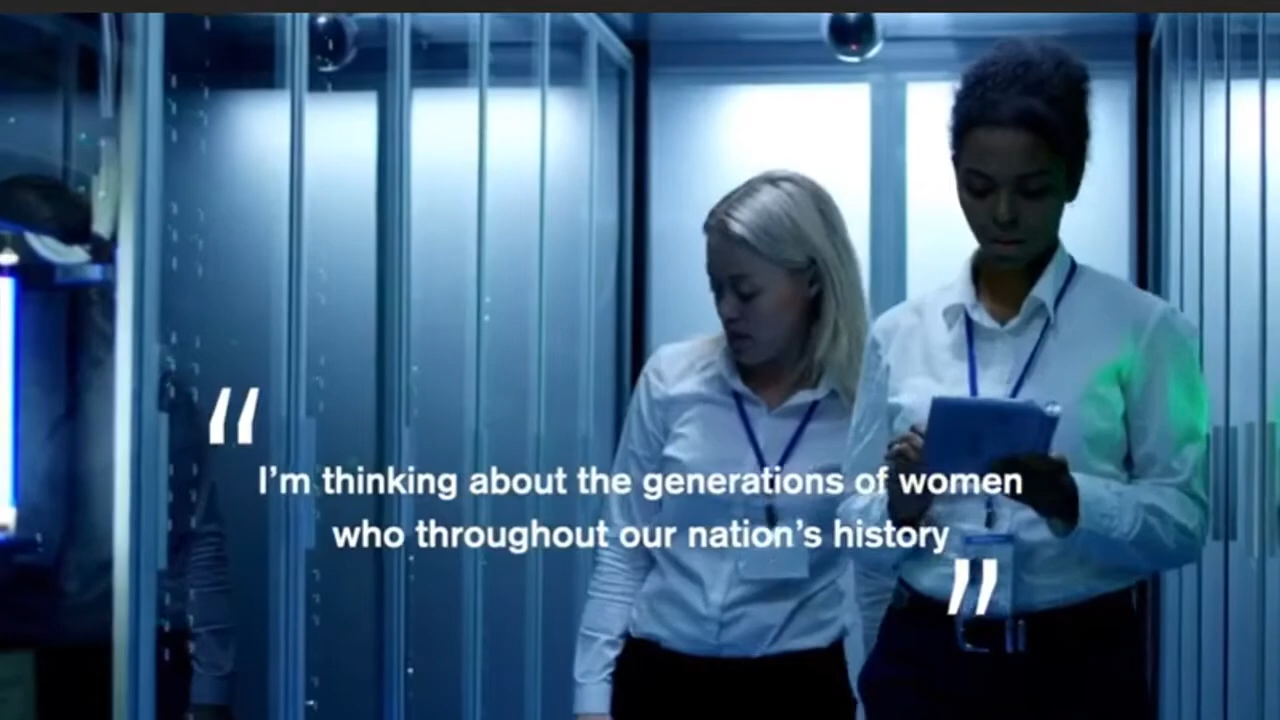 “
I’m thinking about the generations of women
who throughout our nation’s history
”